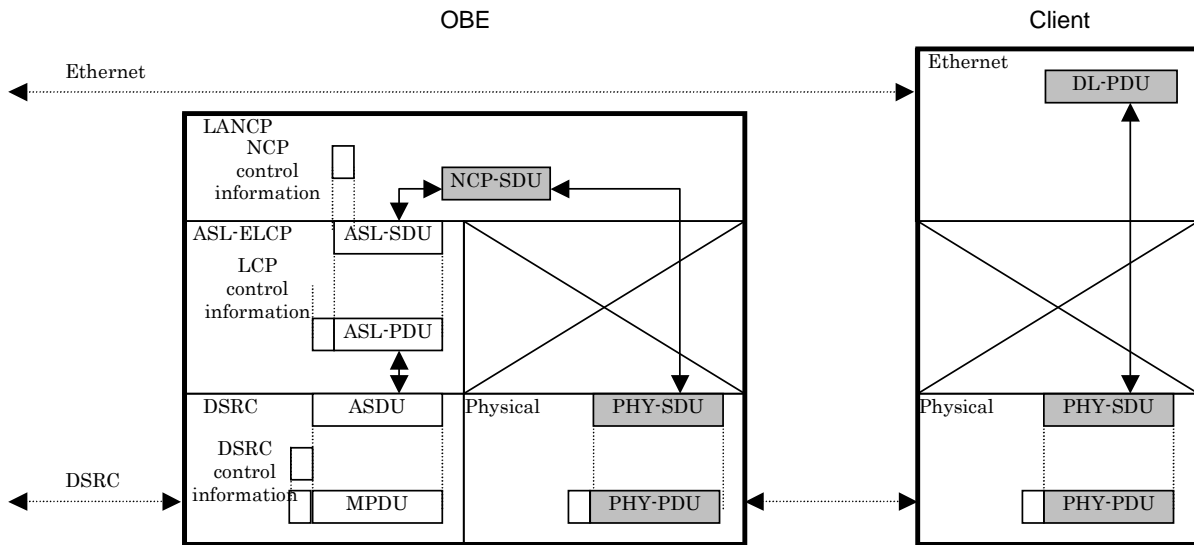 OBE
Client
Ethernet
Ethernet
DL-PDU
LANCP
NCP
control
information
NCP-SDU
ASL-ELCP
ASL-SDU
LCP
control
information
ASL-PDU
DSRC
ASDU
Physical
PHY-SDU
Physical
PHY-SDU
DSRC
control
information
DSRC
MPDU
PHY-PDU
PHY-PDU